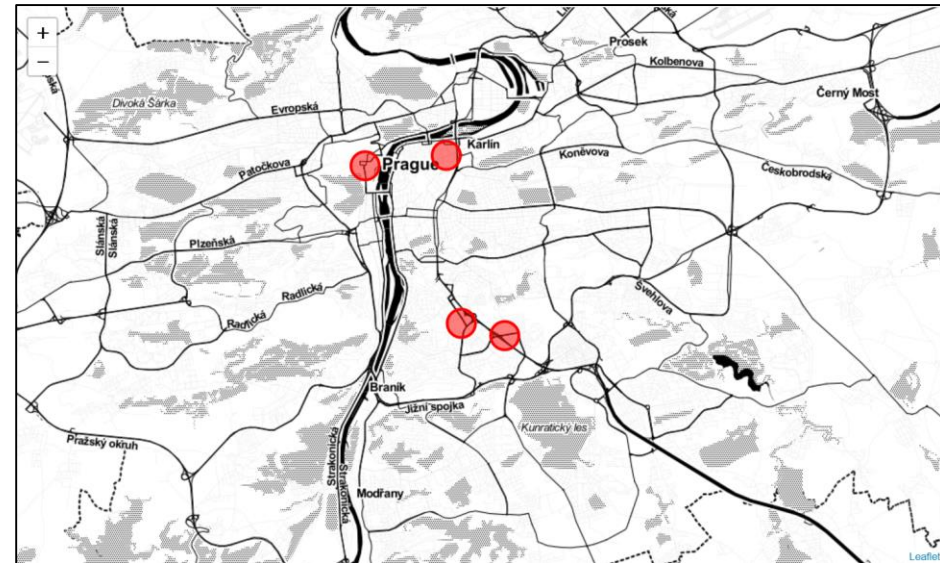 +
−
Prosek
Kolbenova
Divoká Šárka
Černý Most
Evropská
Karlín
Prague
Koněvova
Patočkova
Českobrodská
Slánská
Slánská
Plzeňská
Radlická
Radlická
Švehlova
Braník
Jižní spojka
Kunratický les
Pražský okruh
Strakonická
Strakonická
Modřany
Leaflet